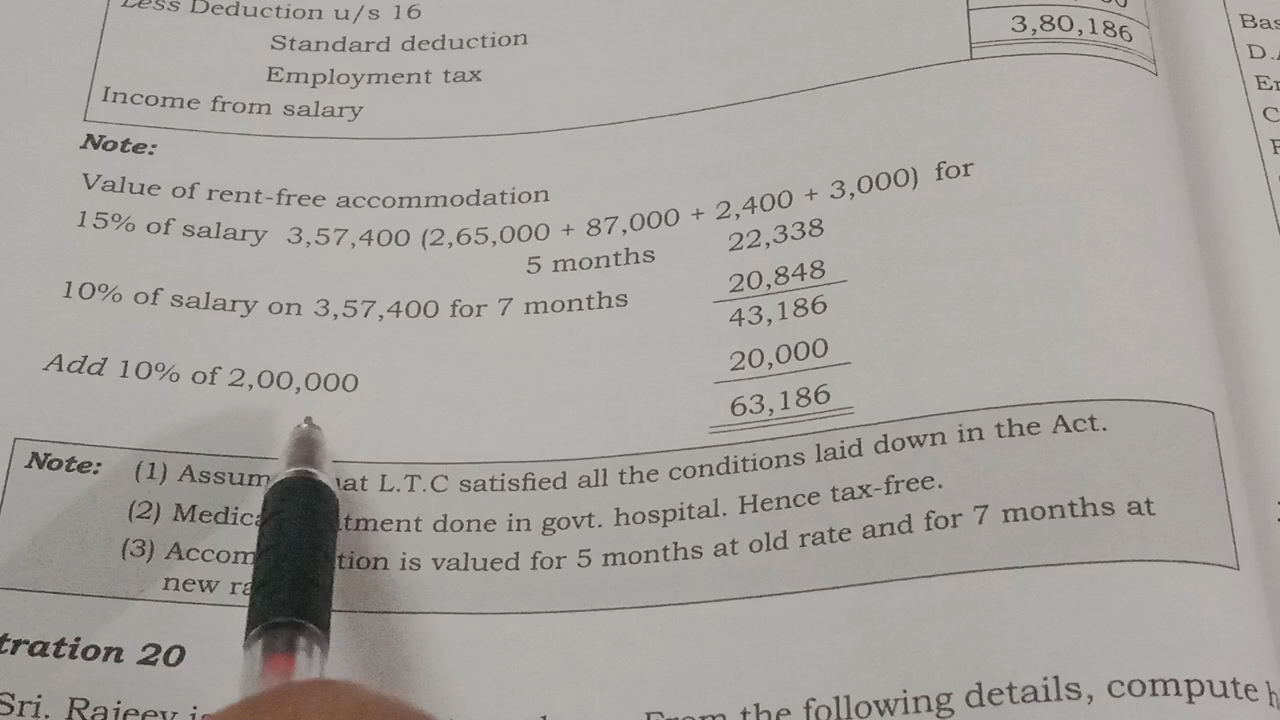 Less Deduction u/s 16
Standard deduction
3,80,186
Employment tax
Income from salary
Note:
Value of rent-free accommodation
15% of salary 3,57,400 (2,65,000 + 87,000 + 2,400 + 3,000) for
5 months 22,338
10% of salary on 3,57,400 for 7 months 20,848
43,186
Add 10% of 2,00,000 20,000
63,186
Note: (1) Assum at L.T.C satisfied all the conditions laid down in the Act.
(2) Medica tment done in govt. hospital. Hence tax-free.
(3) Accom tion is valued for 5 months at old rate and for 7 months at
new ra
tration 20
Sri. Rajeev is From the following details, compute
Bas
D.